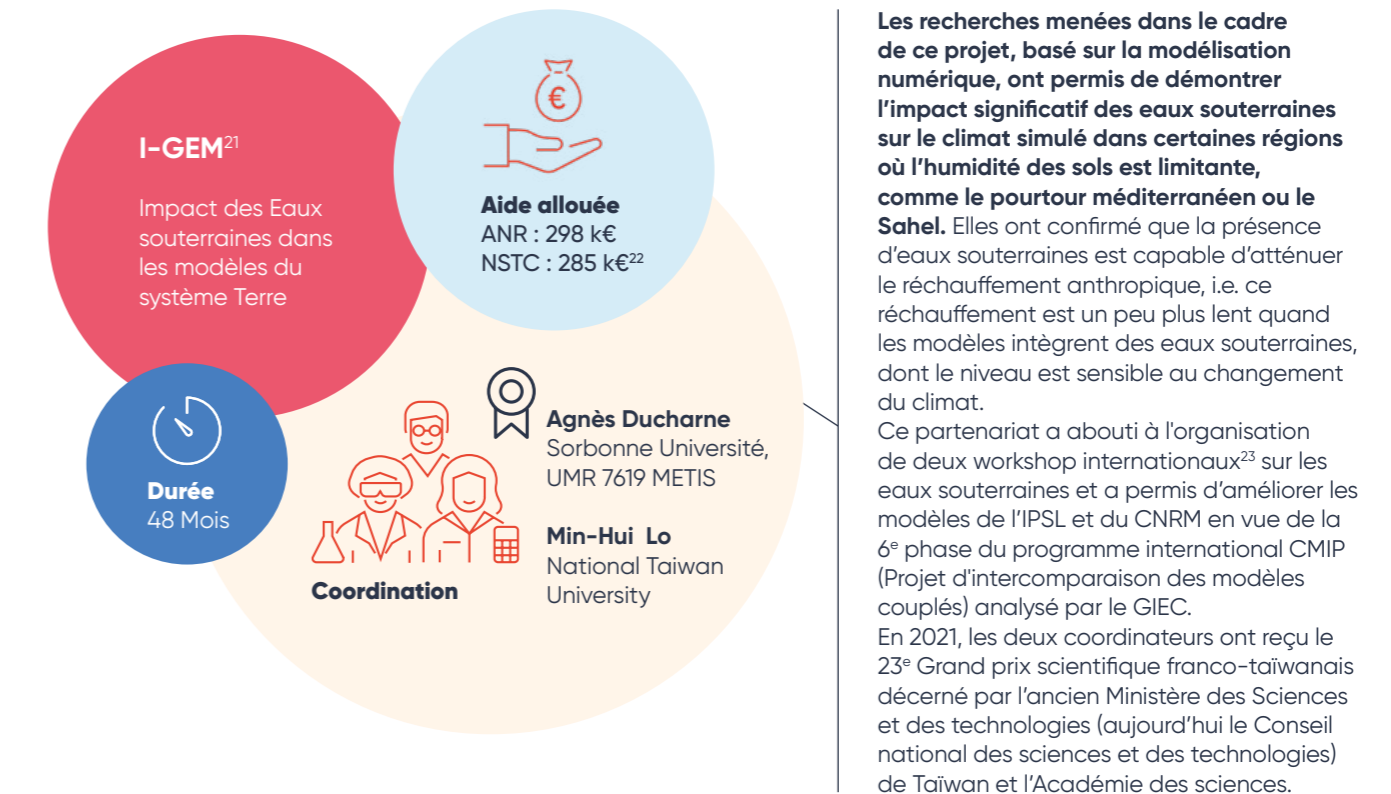 I-GEM²¹
Impact des Eaux
souterraines dans
les modèles du
système Terre
€
Aide allouée
ANR : 298 k€
NSTC : 285 k€²²
Durée
48 Mois
Coordination
Agnès Ducharne
Sorbonne Université,
UMR 7619 METIS
Min-Hui Lo
National Taiwan
University
Les recherches menées dans le cadre
de ce projet, basé sur la modélisation
numérique, ont permis de démontrer
l’impact significatif des eaux souterraines
sur le climat simulé dans certaines régions
où l’humidité des sols est limitante,
comme le pourtour méditerranéen ou le
Sahel. Elles ont confirmé que la présence
d’eaux souterraines est capable d’atténuer
le réchauffement anthropique, i.e. ce
réchauffement est un peu plus lent quand
les modèles intègrent des eaux souterraines,
dont le niveau est sensible au changement
du climat.
Ce partenariat a abouti à l'organisation
de deux workshop internationaux²³ sur les
eaux souterraines et a permis d’améliorer les
modèles de l’IPSL et du CNRM en vue de la
6ᵉ phase du programme international CMIP
(Projet d'intercomparaison des modèles
couplés) analysé par le GIEC.
En 2021, les deux coordinateurs ont reçu le
23ᵉ Grand prix scientifique franco-taïwanais
décerné par l’ancien Ministère des Sciences
et des technologies (aujourd’hui le Conseil
national des sciences et des technologies)
de Taïwan et l’Académie des sciences.